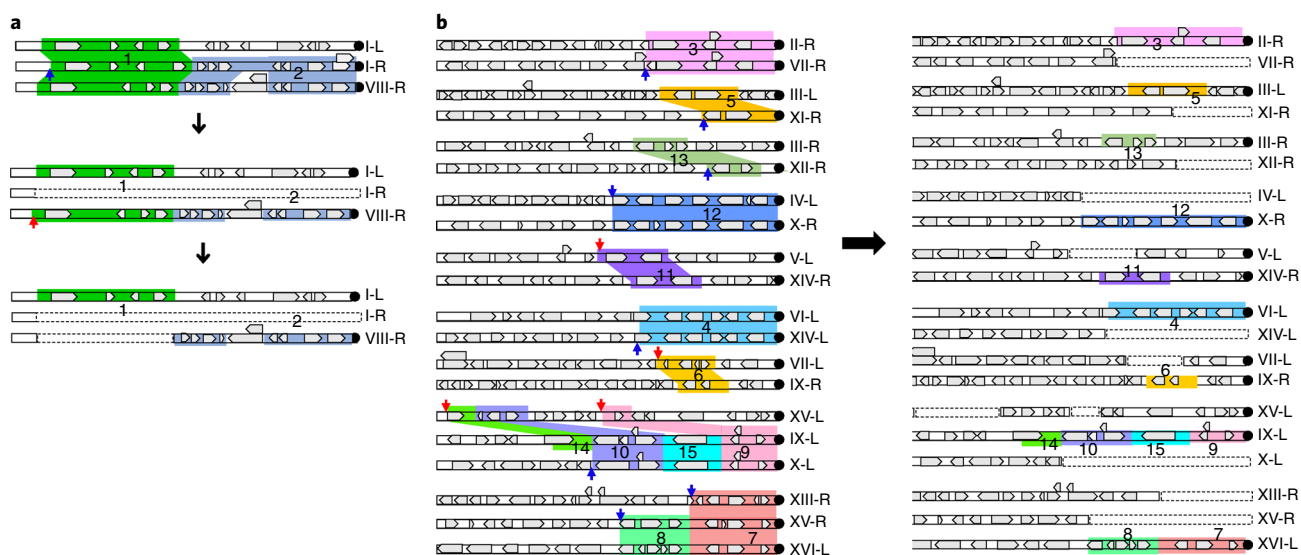 a
I-L
1
I-R
2
VIII-R
I-L
1
I-R
2
VIII-R
I-L
1
I-R
2
VIII-R
b
II-R
3
VII-R
III-L
5
XI-R
III-R
13
XII-R
IV-L
12
X-R
V-L
11
XIV-R
VI-L
4
XIV-L
VII-L
6
IX-R
XV-L
IX-L
14 10 15 9
X-L
XIII-R
XV-R
8 7
XVI-L
II-R
3
VII-R
III-L
5
XI-R
III-R
13
XII-R
IV-L
12
X-R
V-L
11
XIV-R
VI-L
4
XIV-L
VII-L
6
IX-R
XV-L
IX-L
14 10 15 9
X-L
XIII-R
XV-R
8 7
XVI-L